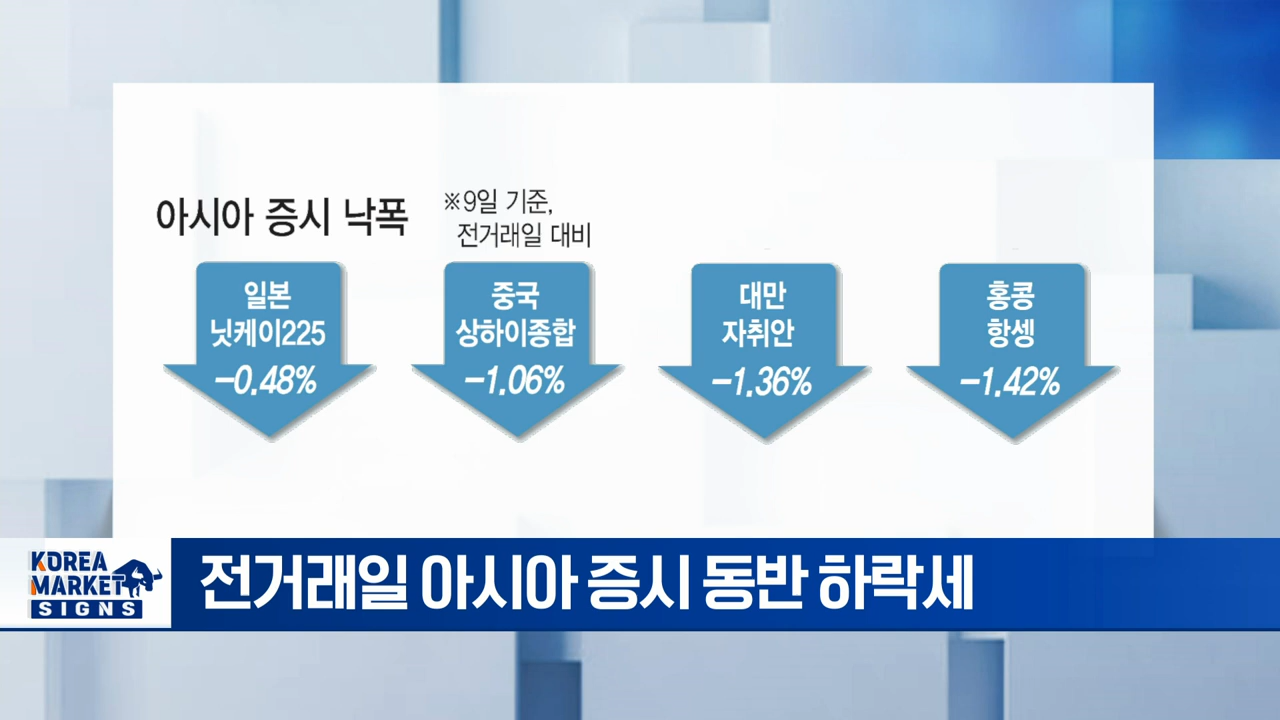 아시아 증시 낙폭
※9일 기준,
전거래일 대비
일본
닛케이225
-0.48%
중국
상하이종합
-1.06%
대만
자취안
-1.36%
홍콩
항셍
-1.42%
KOREA
MARKET
SIGNS
전거래일 아시아 증시 동반 하락세